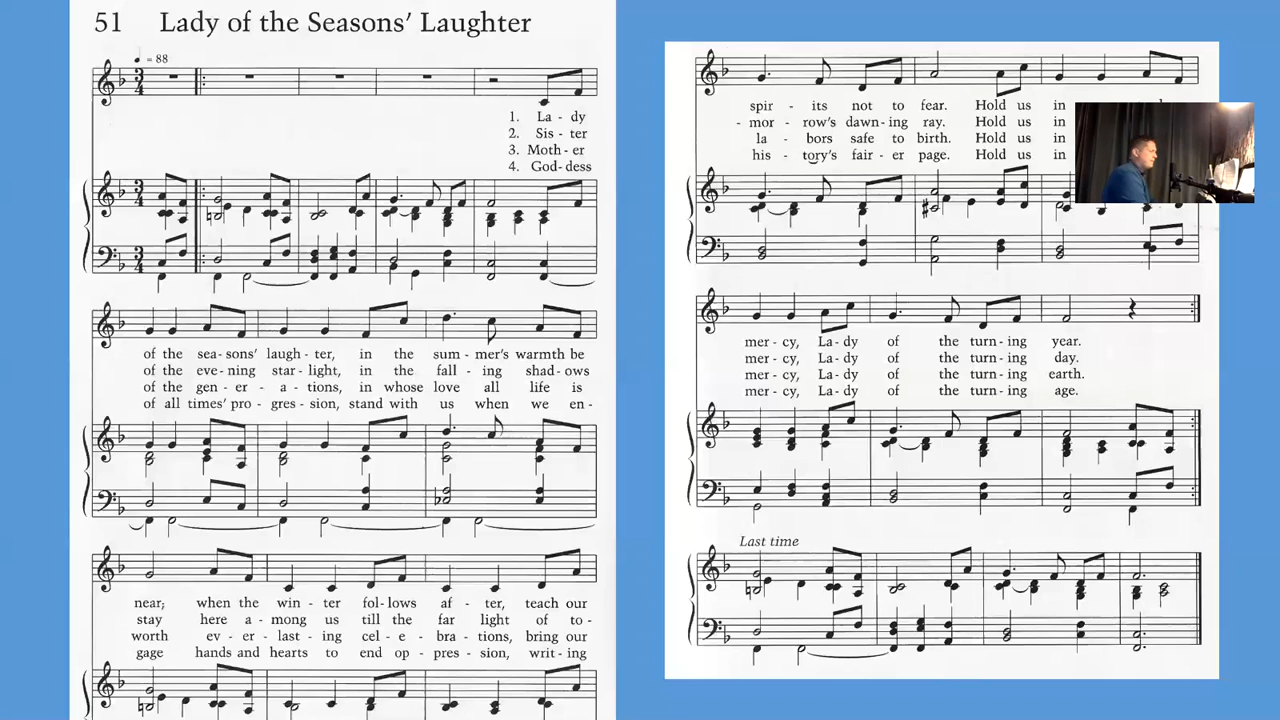 51 Lady of the Seasons' Laughter
= 88
3 4
1. La - dy
2. Sis - ter
3. Moth - er
4. God - dess
of the sea - sons' laugh - ter, in the sum - mer's warmth be
of the eve - ning star - light, in the fall - ing shad - ows
of the gen - er - a - tions, in whose love all life is
of all times' pro - gres - sion, stand with us when we en -
near; when the win - ter fol - lows af - ter, teach our
stay here a - mong us till the far light of to -
worth ev - er - last - ing cel - e - bra - tions, bring our
gage hands and hearts to end op - pres - sion, writ - ing
spir - its not to fear. Hold us in
- mor - row's dawn - ing ray. Hold us in
la - bors safe to birth. Hold us in
his - tory's fair - er page. Hold us in
mer - cy, La - dy of the turn - ing year.
mer - cy, La - dy of the turn - ing day.
mer - cy, La - dy of the turn - ing earth.
mer - cy, La - dy of the turn - ing age.
Last time